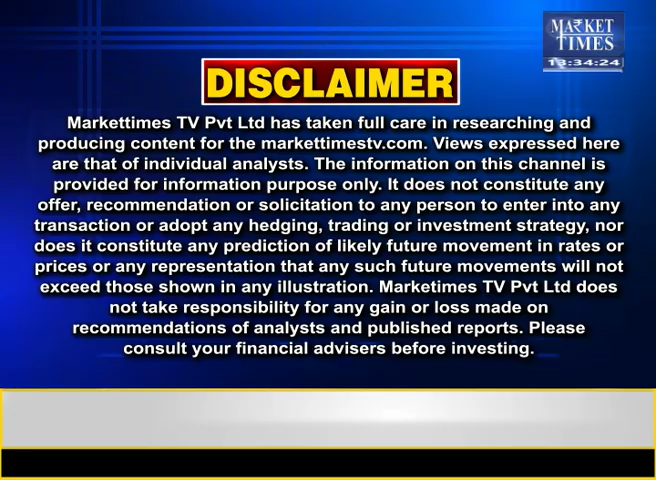 MARKET
TIMES
13:34:24
DISCLAIMER
Markettimes TV Pvt Ltd has taken full care in researching and
producing content for the markettimestv.com. Views expressed here
are that of individual analysts. The information on this channel is
provided for information purpose only. It does not constitute any
offer, recommendation or solicitation to any person to enter into any
transaction or adopt any hedging, trading or investment strategy, nor
does it constitute any prediction of likely future movement in rates or
prices or any representation that any such future movements will not
exceed those shown in any illustration. Marketimes TV Pvt Ltd does
not take responsibility for any gain or loss made on
recommendations of analysts and published reports. Please
consult your financial advisers before investing.